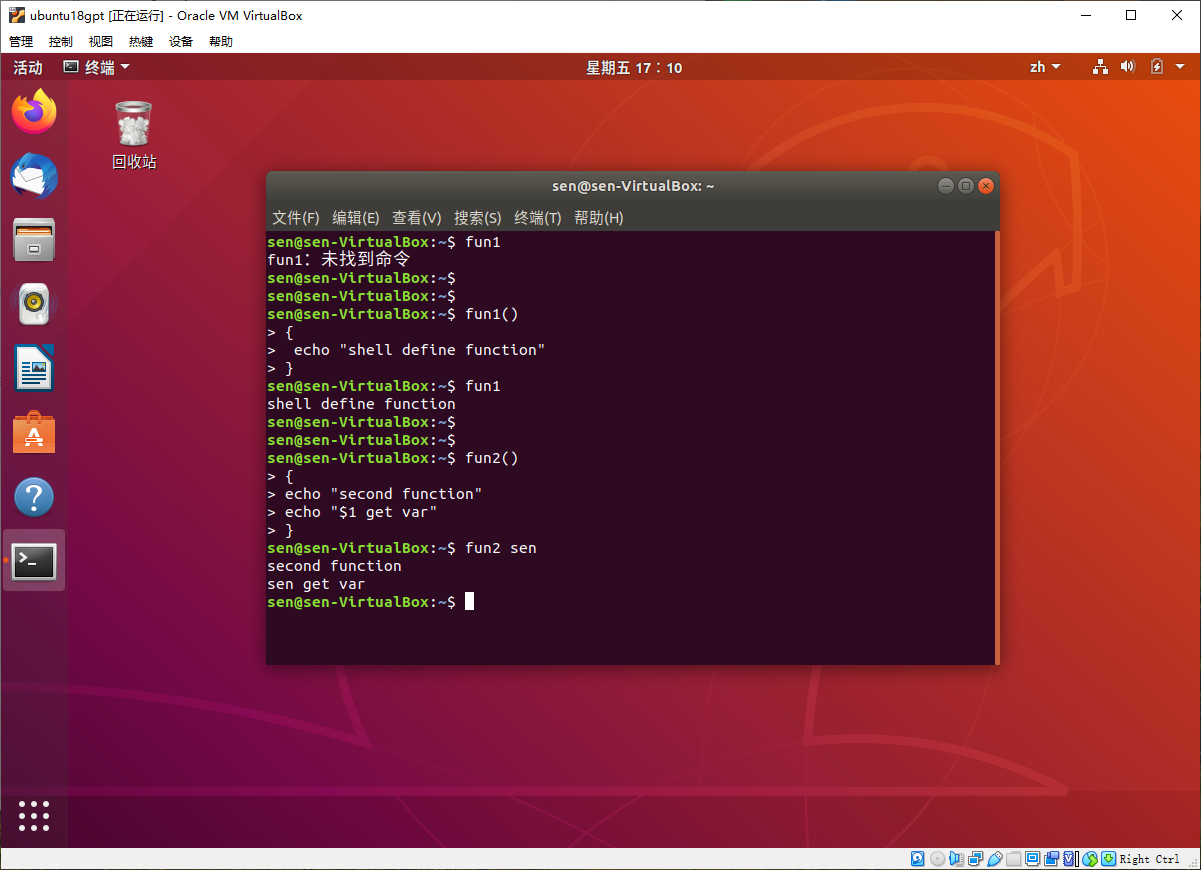 ubuntu18gpt [正在运行] - Oracle VM VirtualBox
管理 控制 视图 热键 设备 帮助
活动 终端 星期五 17：10 zh
回收站
sen@sen-VirtualBox: ~
文件(F) 编辑(E) 查看(V) 搜索(S) 终端(T) 帮助(H)
sen@sen-VirtualBox:~$ fun1
fun1：未找到命令
sen@sen-VirtualBox:~$
sen@sen-VirtualBox:~$
sen@sen-VirtualBox:~$ fun1()
> {
>  echo "shell define function"
> }
sen@sen-VirtualBox:~$ fun1
shell define function
sen@sen-VirtualBox:~$
sen@sen-VirtualBox:~$
sen@sen-VirtualBox:~$ fun2()
> {
> echo "second function"
> echo "$1 get var"
> }
sen@sen-VirtualBox:~$ fun2 sen
second function
sen get var
sen@sen-VirtualBox:~$
Right Ctrl